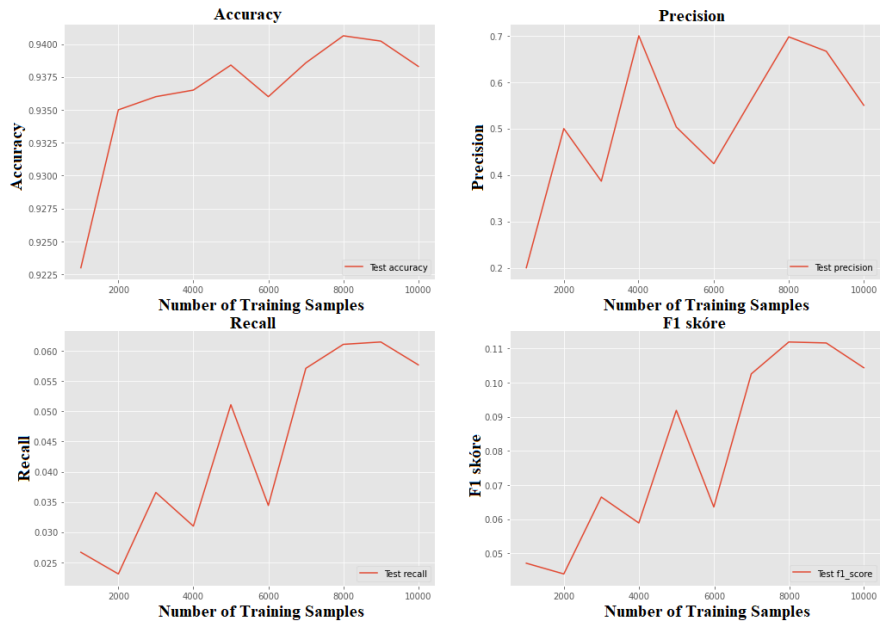 Accuracy
0.9400
0.9375
0.9350
0.9325
0.9300
0.9275
0.9250
0.9225
Accuracy
Test accuracy
2000 4000 6000 8000 10000
Number of Training Samples
Precision
0.7
0.6
0.5
0.4
0.3
0.2
Precision
Test precision
2000 4000 6000 8000 10000
Number of Training Samples
Recall
0.060
0.055
0.050
0.045
0.040
0.035
0.030
0.025
Recall
Test recall
2000 4000 6000 8000 10000
Number of Training Samples
F1 skóre
0.11
0.10
0.09
0.08
0.07
0.06
0.05
F1 skóre
Test f1_score
2000 4000 6000 8000 10000
Number of Training Samples